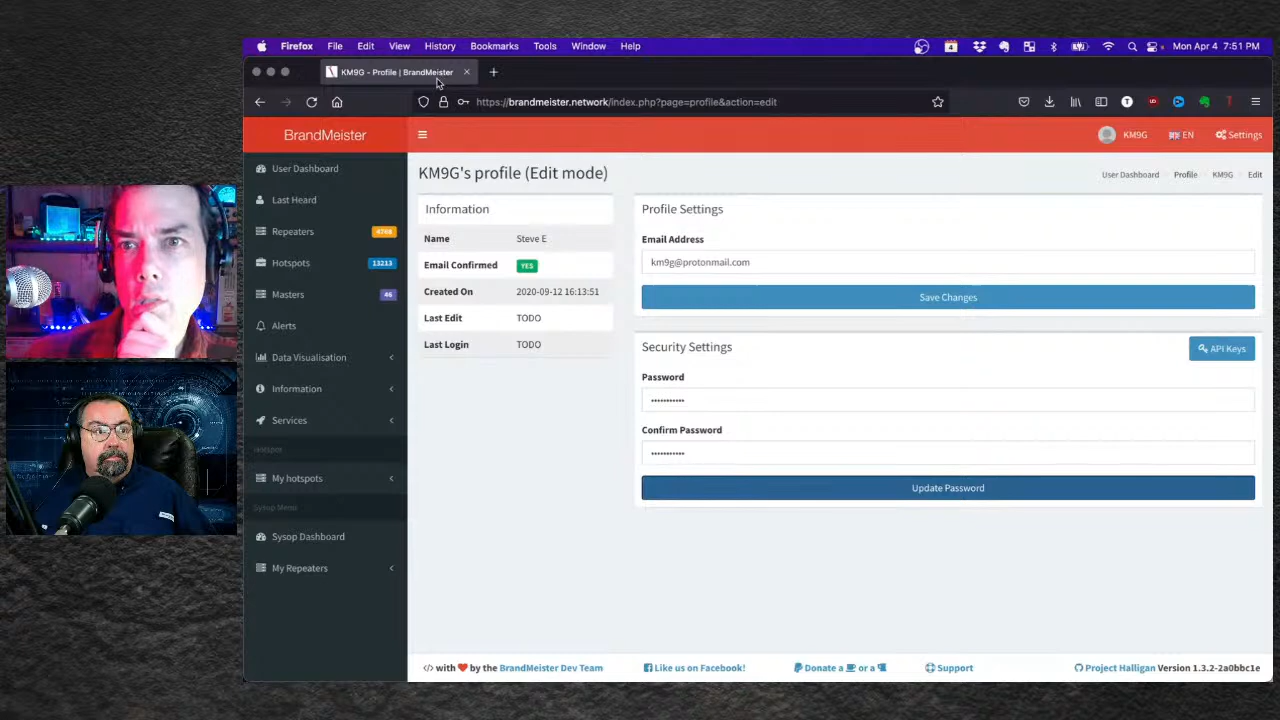 Firefox File Edit View History Bookmarks Tools Window Help
4
Mon Apr 4 7:51 PM
KM9G - Profile | BrandMeister
https://brandmeister.network/index.php?page=profile&action=edit
BrandMeister
KM9G
EN
Settings
User Dashboard
Last Heard
Repeaters 4768
Hotspots 13213
Masters 46
Alerts
Data Visualisation
Information
Services
Hotspot
My hotspots
Sysop Menu
Sysop Dashboard
My Repeaters
KM9G's profile (Edit mode)
User Dashboard Profile KM9G Edit
Information
Name Steve E
Email Confirmed YES
Created On 2020-09-12 16:13:51
Last Edit TODO
Last Login TODO
Profile Settings
Email Address
km9g@protonmail.com
Save Changes
Security Settings
API Keys
Password
•••••••••••
Confirm Password
•••••••••••
Update Password
</> with ❤ by the BrandMeister Dev Team
Like us on Facebook!
Donate a or a
Support
Project Halligan Version 1.3.2-2a0bbc1e